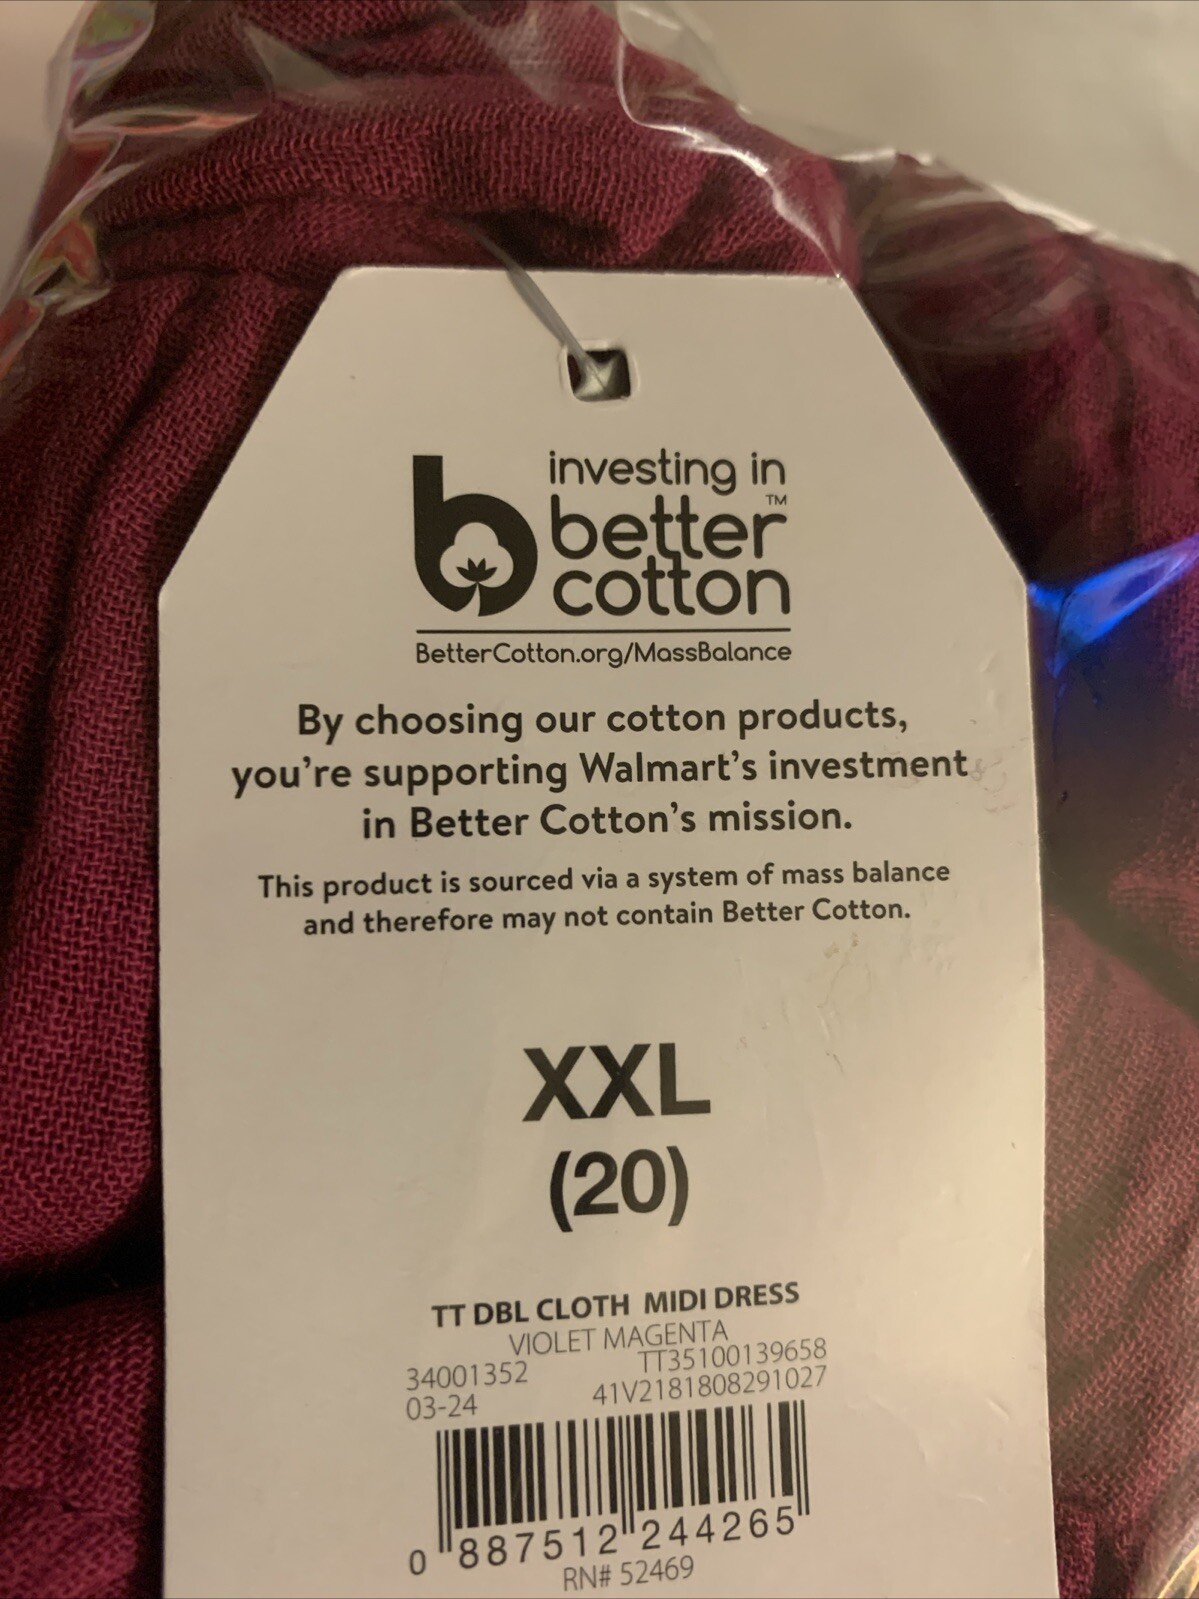 investing in
better™
cotton
BetterCotton.org/MassBalance
By choosing our cotton products,
you're supporting Walmart's investment
in Better Cotton's mission.
This product is sourced via a system of mass balance
and therefore may not contain Better Cotton.
XXL
(20)
TT DBL CLOTH MIDI DRESS
VIOLET MAGENTA
34001352 TT35100139658
03-24 41V2181808291027
0 887512 244265
RN# 52469